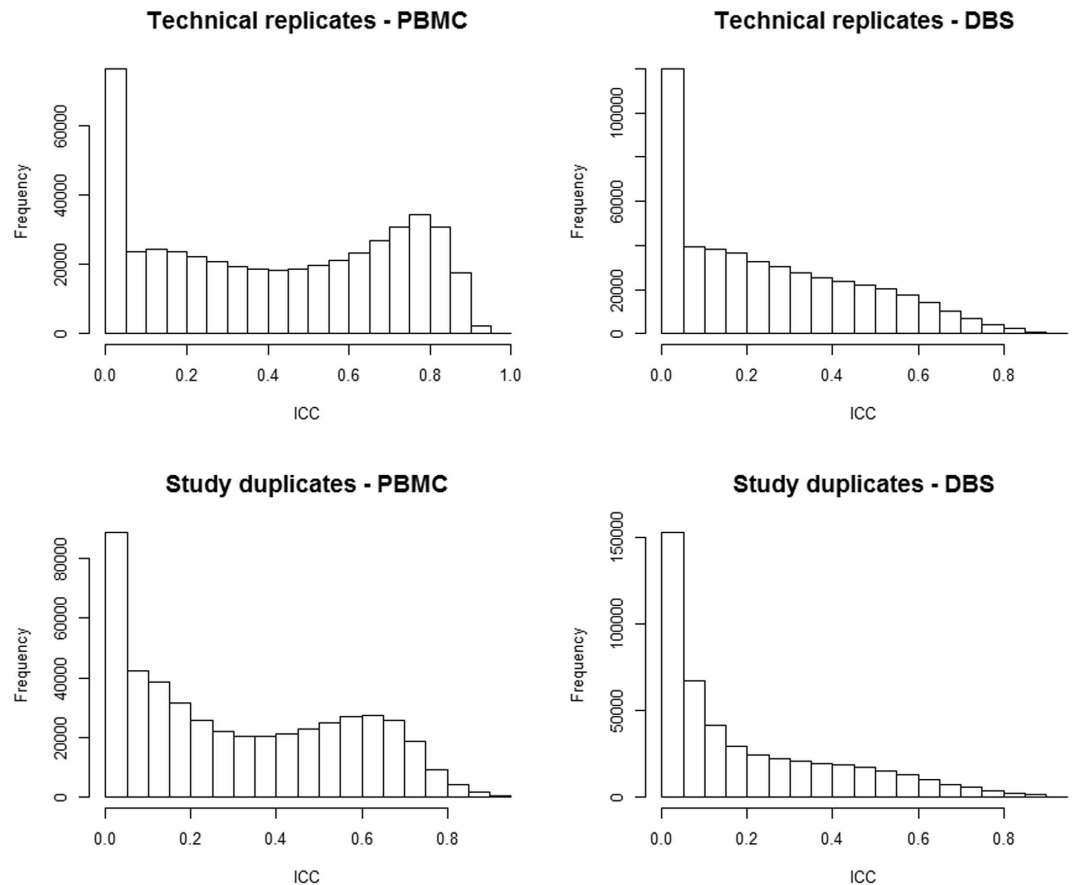 Technical replicates - PBMC
Frequency
0
20000
40000
60000
0.0 0.2 0.4 0.6 0.8 1.0
ICC
Technical replicates - DBS
Frequency
0
20000
60000
100000
0.0 0.2 0.4 0.6 0.8
ICC
Study duplicates - PBMC
Frequency
0
20000
40000
60000
80000
0.0 0.2 0.4 0.6 0.8
ICC
Study duplicates - DBS
Frequency
0
50000
100000
150000
0.0 0.2 0.4 0.6 0.8
ICC